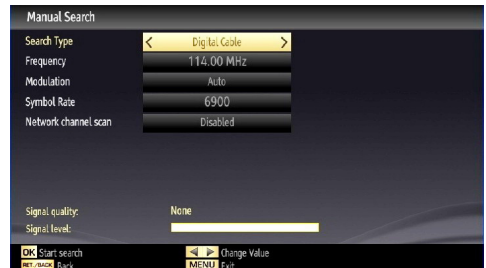 Manual Search
Search Type Digital Cable
Frequency 114.00 MHz
Modulation Auto
Symbol Rate 6900
Network channel scan Disabled
Signal quality: None
Signal level:
OK Start search Change Value
RET./BACK Back MENU Exit